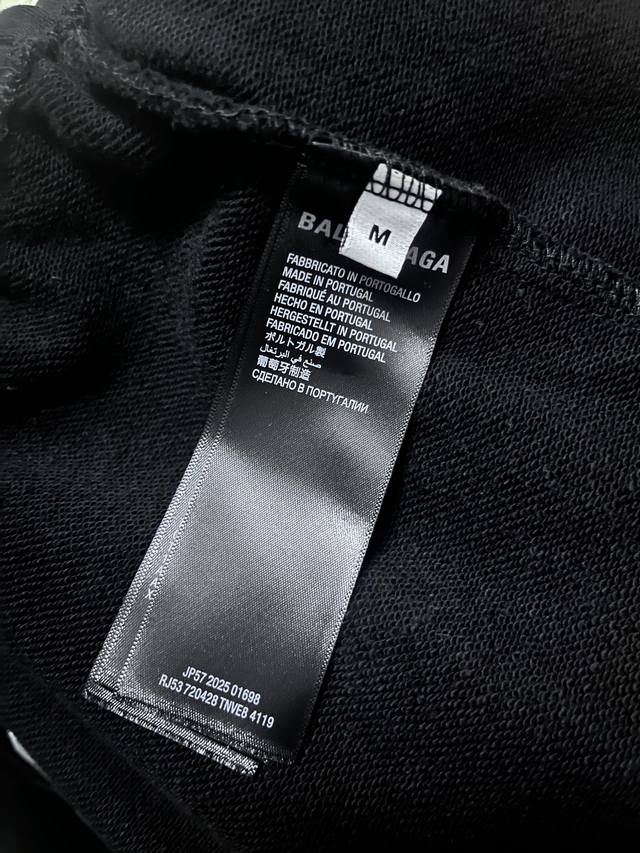 M
FABBRICATO IN PORTOGALLO
MADE IN PORTUGAL
FABRIQUÉ AU PORTUGAL
HECHO EN PORTUGAL
HERGESTELLT IN PORTUGAL
FABRICADO EM PORTUGAL
ポルトガル製
صنع في البرتغال
葡萄牙制造
СДЕЛАНО В ПОРТУГАЛИИ
JP57 2025 01698
RJ53 720428 TNVE8 4119